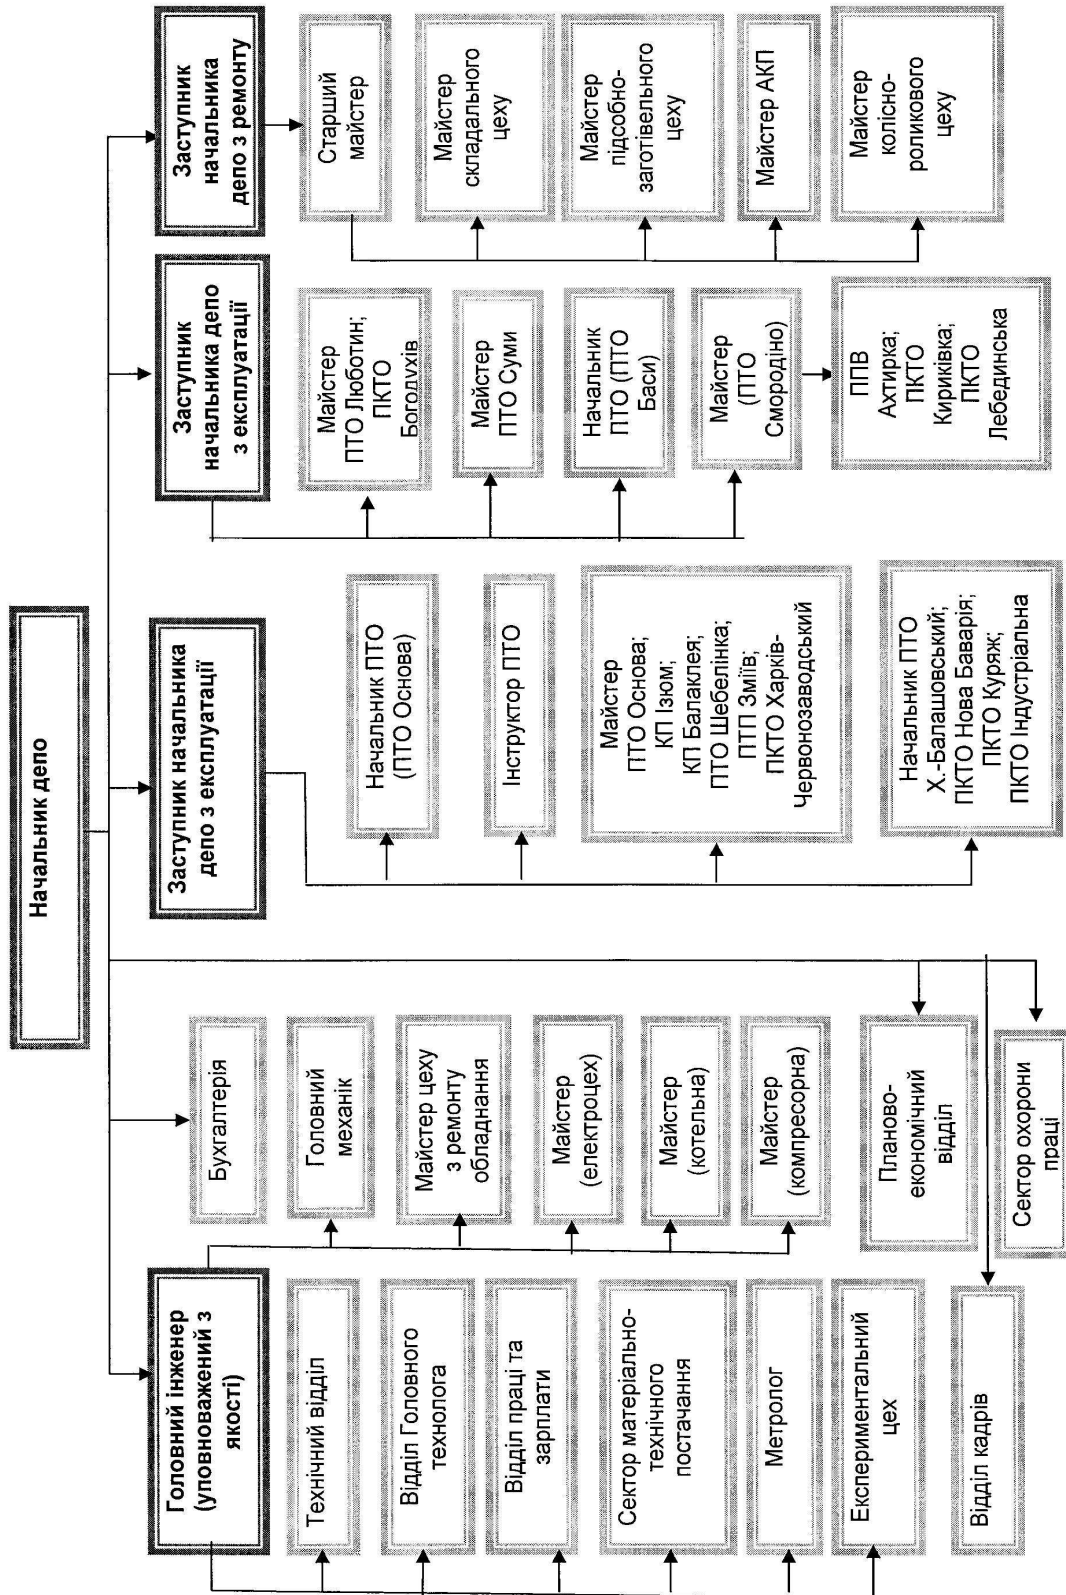 Начальник депо
Головний інженер
(уповноважений з
якості)
Технічний відділ
Відділ Головного
технолога
Відділ праці та
зарплати
Сектор матеріально-
технічного
постачання
Метролог
Експериментальний
цех
Відділ кадрів
Бухгалтерія
Головний
механік
Майстер цеху
з ремонту
обладнання
Майстер
(електроцех)
Майстер
(котельна)
Майстер
(компресорна)
Планово-
економічний
відділ
Сектор охорони
праці
Заступник начальника
депо з експлуатації
Начальник ПТО
(ПТО Основа)
Інструктор ПТО
Майстер
ПТО Основа;
КП Ізюм;
КП Балаклея;
ПТО Шебелінка;
ПТП Зміїв;
ПКТО Харків-
Червонозаводський
Начальник ПТО
Х.-Балашовський;
ПКТО Нова Баварія;
ПКТО Куряж;
ПКТО Індустріальна
Заступник
начальника депо
з експлуатації
Майстер
ПТО Люботин;
ПКТО
Богодухів
Майстер
ПТО Суми
Начальник
ПТО (ПТО
Баси)
Майстер
(ПТО
Смородіно)
ППВ
Ахтирка;
ПКТО
Кириківка;
ПКТО
Лебединська
Заступник
начальника
депо з ремонту
Старший
майстер
Майстер
складального
цеху
Майстер
підсобно-
заготівельного
цеху
Майстер АКП
Майстер
колісно-
роликового
цеху